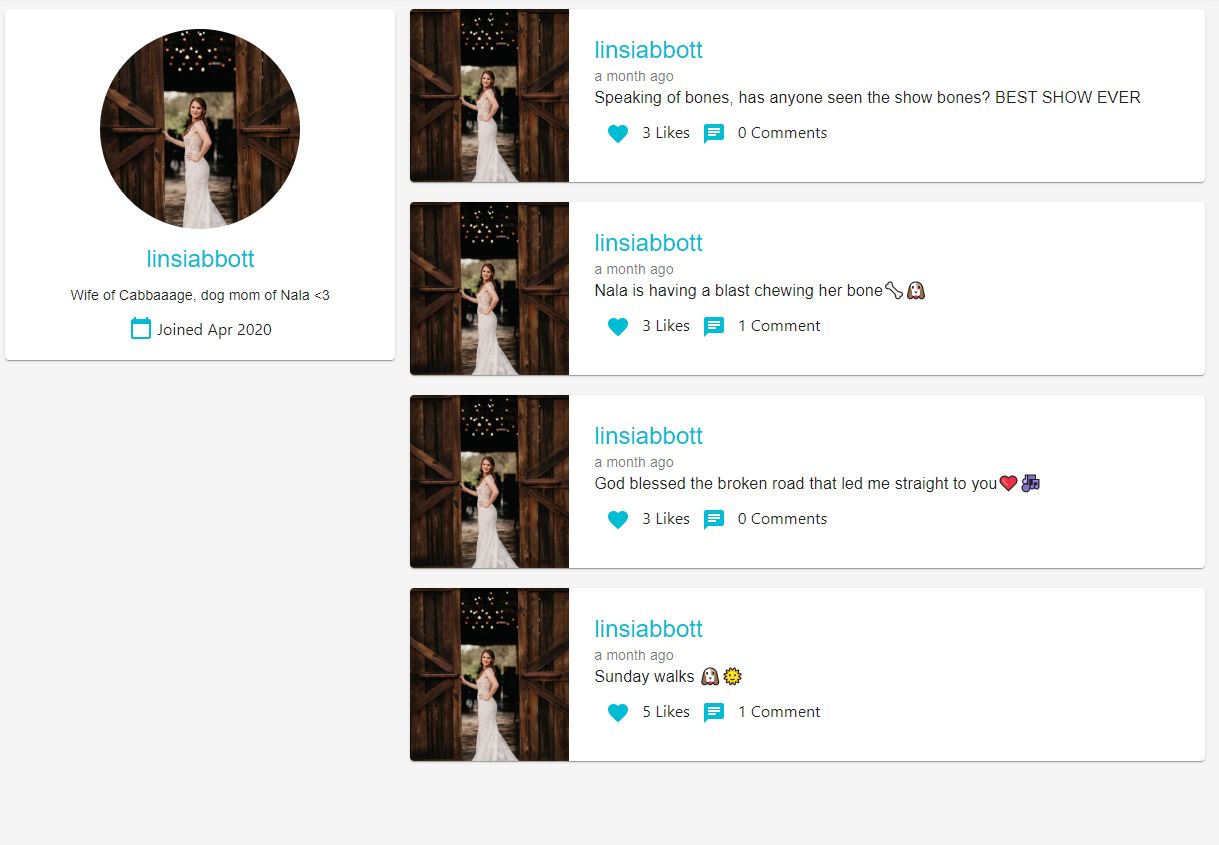 linsiabbott
Wife of Cabbaaage, dog mom of Nala <3
Joined Apr 2020
linsiabbott
a month ago
Speaking of bones, has anyone seen the show bones? BEST SHOW EVER
3 Likes 0 Comments
linsiabbott
a month ago
Nala is having a blast chewing her bone🦴🐶
3 Likes 1 Comment
linsiabbott
a month ago
God blessed the broken road that led me straight to you❤️🎶
3 Likes 0 Comments
linsiabbott
a month ago
Sunday walks 🐶🌞
5 Likes 1 Comment